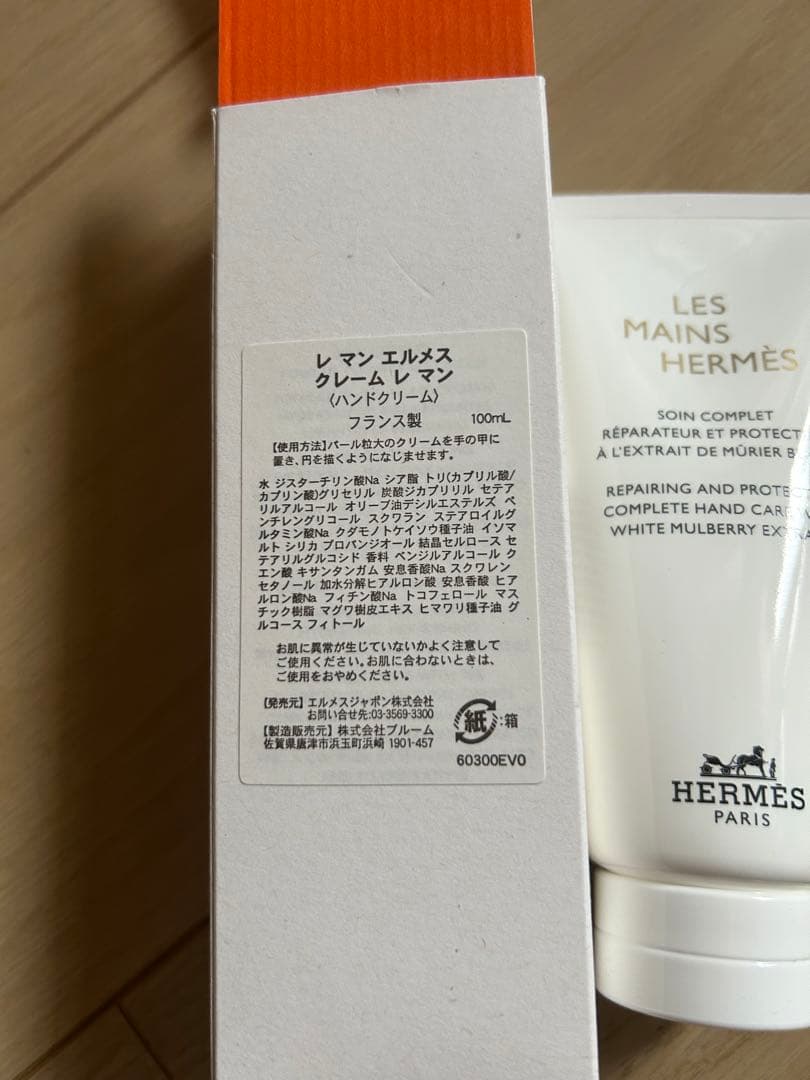 レ マン エルメス
クレーム レ マン
〈ハンドクリーム〉
フランス製 100mL
【使用方法】パール粒大のクリームを手の甲に
置き、円を描くようになじませます。
水 ジスターチリン酸Na シア脂 トリ(カプリル酸/
カプリン酸)グリセリル 炭酸ジカプリリル セテア
リルアルコール オリーブ油デシルエステルズ ペ
ンチレングリコール スクワラン ステアロイルグ
ルタミン酸Na クダモノトケイソウ種子油 イソマ
ルト シリカ プロパンジオール 結晶セルロース セ
テアリルグルコシド 香料 ベンジルアルコール ク
エン酸 キサンタンガム 安息香酸Na スクワレン
セタノール 加水分解ヒアルロン酸 安息香酸 ヒア
ルロン酸Na フィチン酸Na トコフェロール マス
チック樹脂 マグワ樹皮エキス ヒマワリ種子油 グ
ルコース フィトール
お肌に異常が生じていないかよく注意して
ご使用ください。お肌に合わないときは、
ご使用をおやめください。
【発売元】エルメスジャポン株式会社
お問い合せ先:03-3569-3300
【製造販売元】株式会社ブルーム
佐賀県唐津市浜玉町浜崎 1901-457
紙:箱
60300EV0
LES
MAINS
HERMÈS
SOIN COMPLET
RÉPARATEUR ET PROTECT
À L'EXTRAIT DE MÛRIER B
REPAIRING AND PROTE
COMPLETE HAND CAR
WHITE MULBERRY EXTRA
HERMÈS
PARIS